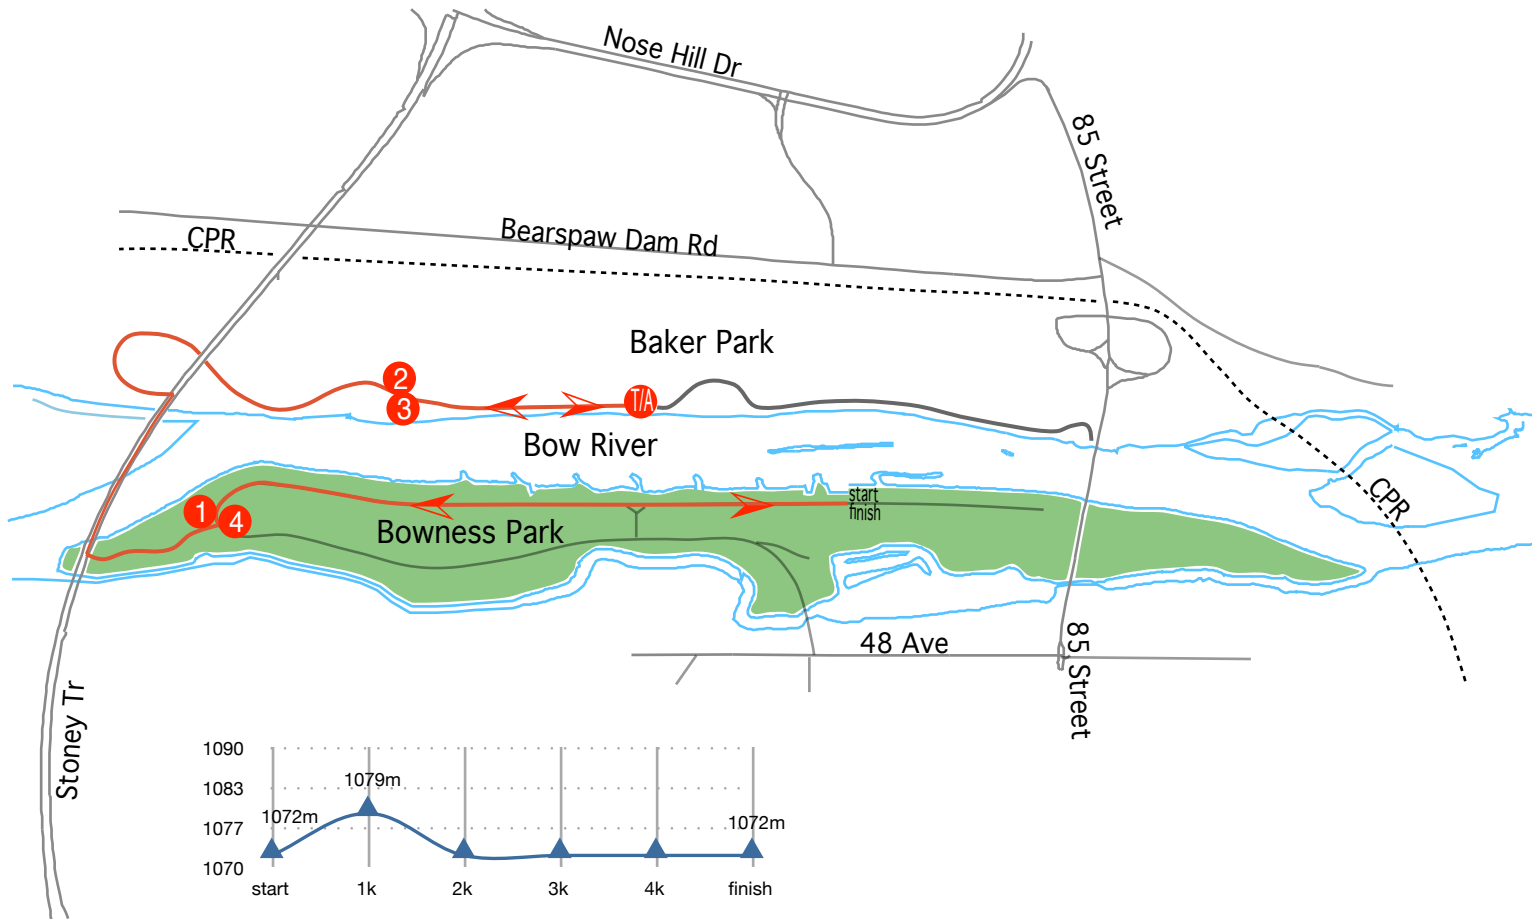 Nose Hill Dr
85 Street
CPR
Bearspaw Dam Rd
Baker Park
2
3
T/A
Bow River
CPR
start
finish
1
4
Bowness Park
48 Ave
85 Street
Stoney Tr
1090
1079m
1083
1072m
1077
1072m
1070
start 1k 2k 3k 4k finish